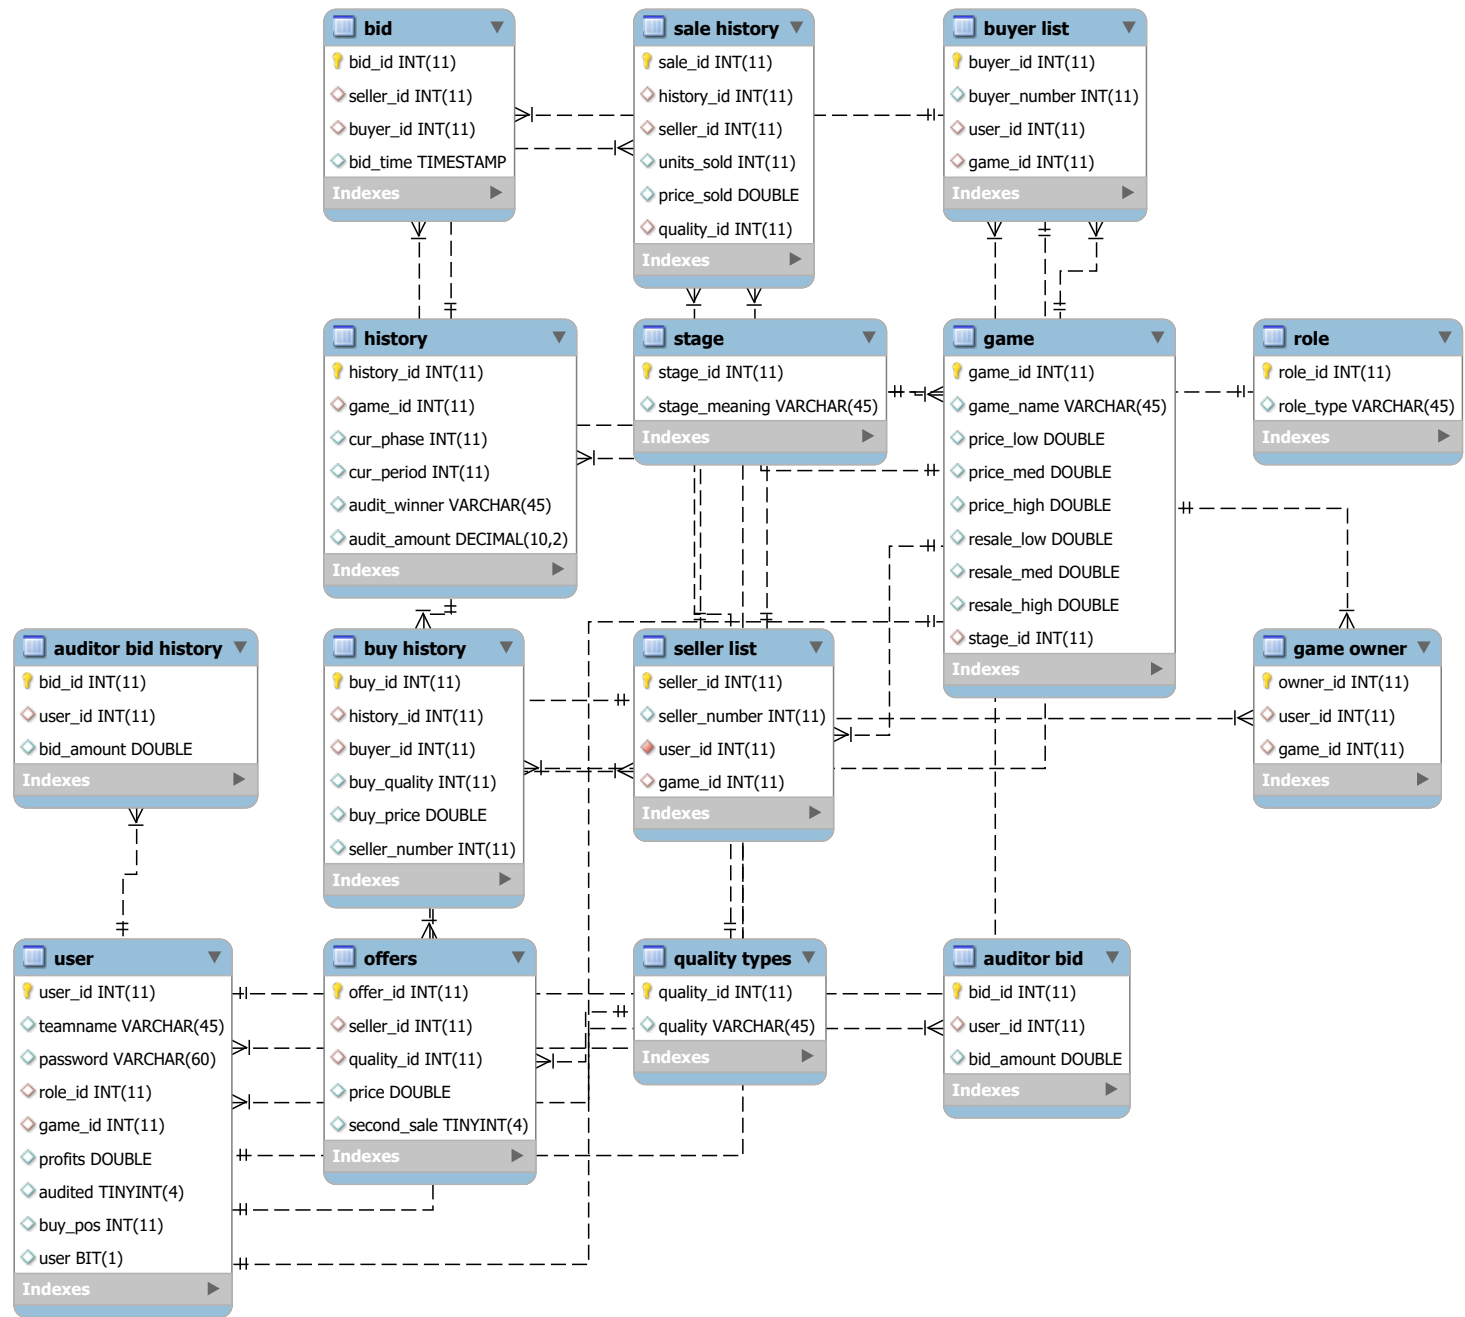 bid
bid_id INT(11)
seller_id INT(11)
buyer_id INT(11)
bid_time TIMESTAMP
Indexes
sale history
sale_id INT(11)
history_id INT(11)
seller_id INT(11)
units_sold INT(11)
price_sold DOUBLE
quality_id INT(11)
Indexes
buyer list
buyer_id INT(11)
buyer_number INT(11)
user_id INT(11)
game_id INT(11)
Indexes
history
history_id INT(11)
game_id INT(11)
cur_phase INT(11)
cur_period INT(11)
audit_winner VARCHAR(45)
audit_amount DECIMAL(10,2)
Indexes
stage
stage_id INT(11)
stage_meaning VARCHAR(45)
Indexes
game
game_id INT(11)
game_name VARCHAR(45)
price_low DOUBLE
price_med DOUBLE
price_high DOUBLE
resale_low DOUBLE
resale_med DOUBLE
resale_high DOUBLE
stage_id INT(11)
Indexes
role
role_id INT(11)
role_type VARCHAR(45)
Indexes
auditor bid history
bid_id INT(11)
user_id INT(11)
bid_amount DOUBLE
Indexes
buy history
buy_id INT(11)
history_id INT(11)
buyer_id INT(11)
buy_quality INT(11)
buy_price DOUBLE
seller_number INT(11)
Indexes
seller list
seller_id INT(11)
seller_number INT(11)
user_id INT(11)
game_id INT(11)
Indexes
game owner
owner_id INT(11)
user_id INT(11)
game_id INT(11)
Indexes
user
user_id INT(11)
teamname VARCHAR(45)
password VARCHAR(60)
role_id INT(11)
game_id INT(11)
profits DOUBLE
audited TINYINT(4)
buy_pos INT(11)
user BIT(1)
Indexes
offers
offer_id INT(11)
seller_id INT(11)
quality_id INT(11)
price DOUBLE
second_sale TINYINT(4)
Indexes
quality types
quality_id INT(11)
quality VARCHAR(45)
Indexes
auditor bid
bid_id INT(11)
user_id INT(11)
bid_amount DOUBLE
Indexes